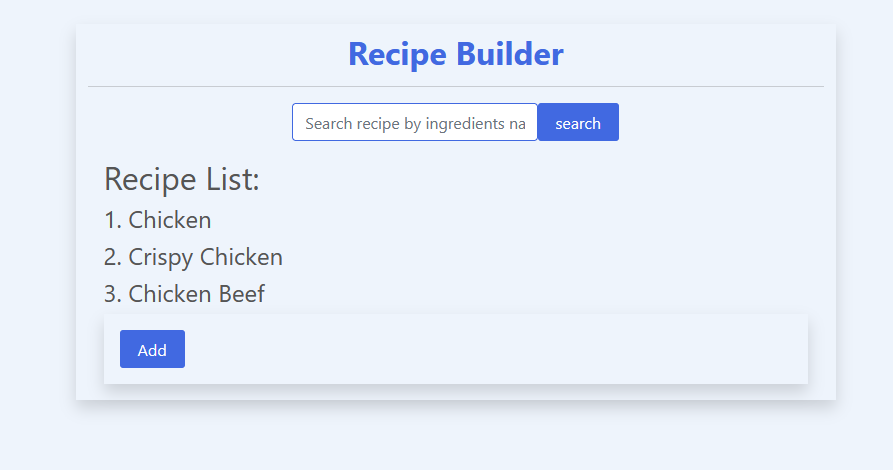 Recipe Builder
Search recipe by ingredients na
search
Recipe List:
1. Chicken
2. Crispy Chicken
3. Chicken Beef
Add